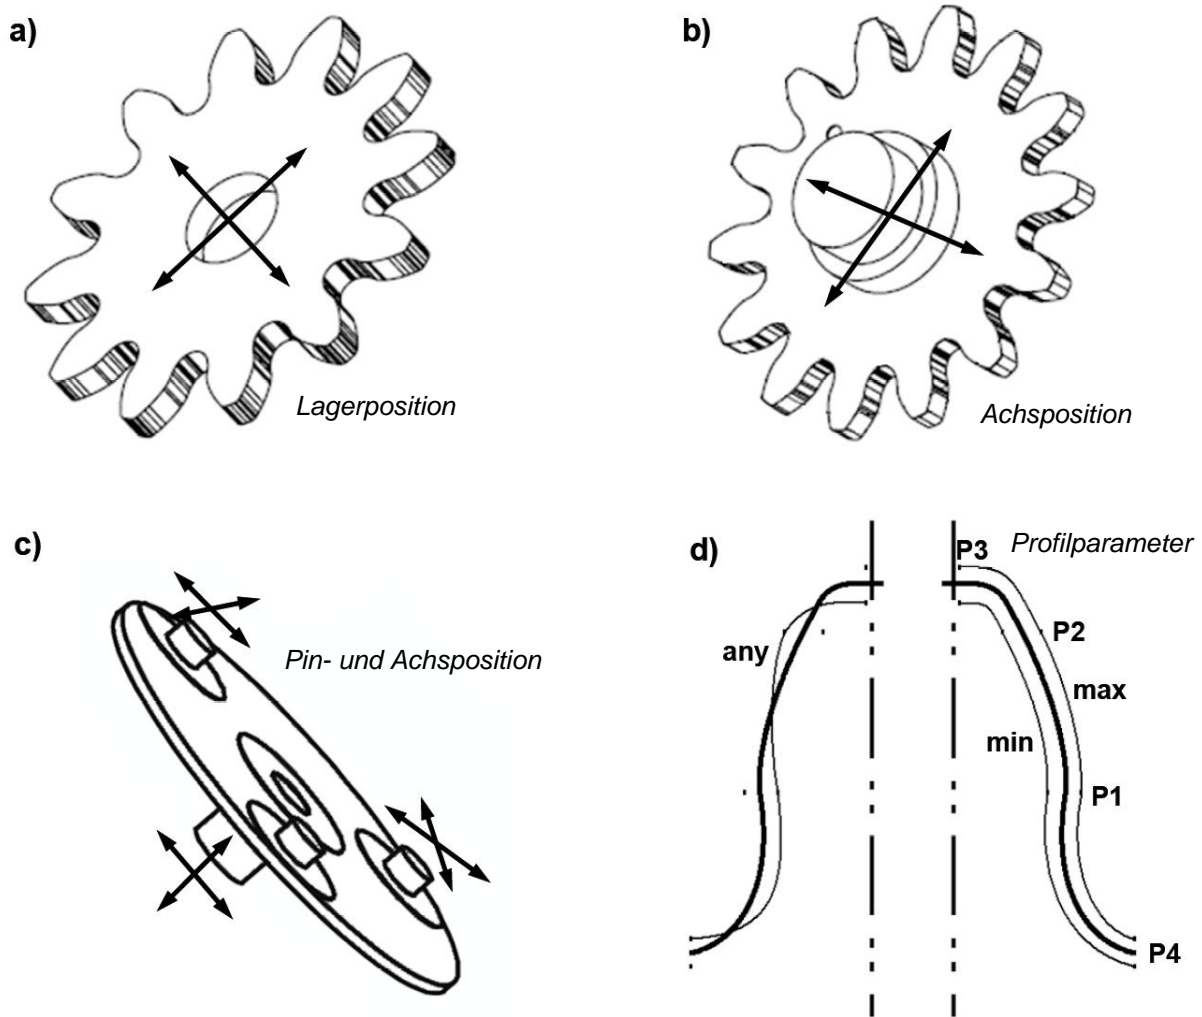 a)
b)
Lagerposition
Achsposition
c)
d)
P3
Profilparameter
any
P2
Pin- und Achsposition
max
min
P1
P4